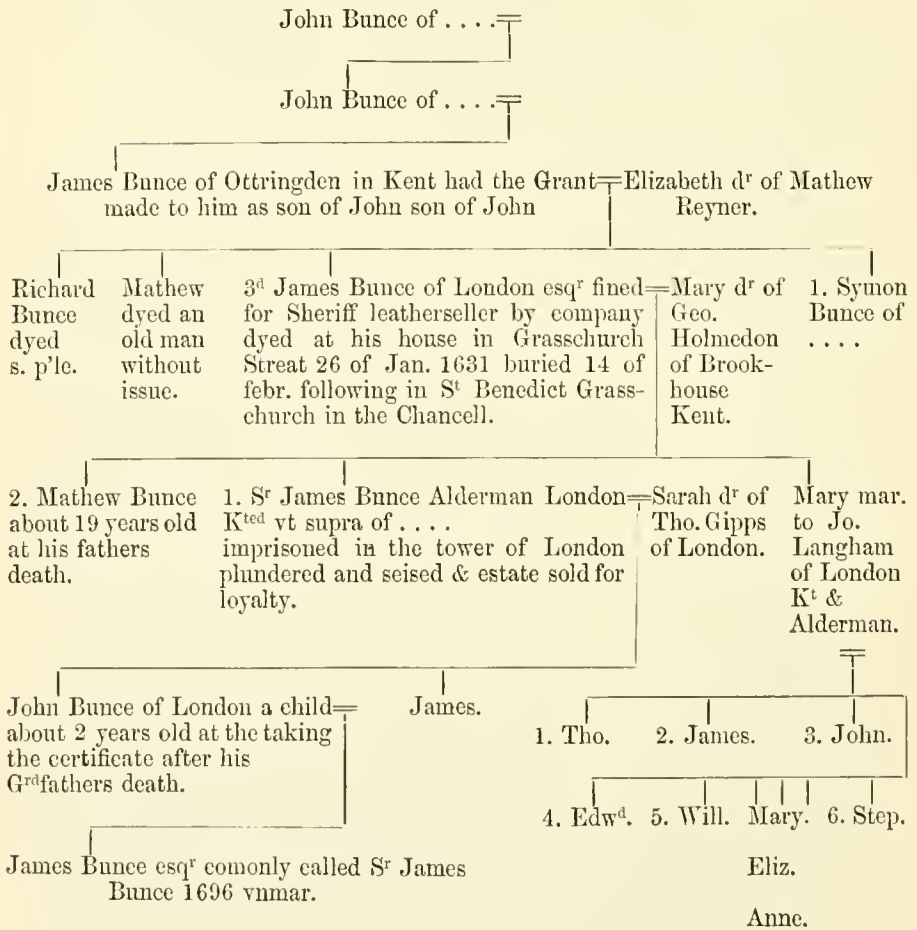 John Bunce of . . . .
John Bunce of . . . .
James Bunce of Ottringden in Kent had the Grant
made to him as son of John son of John
Elizabeth dʳ of Mathew
Reyner.
Richard
Bunce
dyed
s. p'le.
Mathew
dyed an
old man
without
issue.
3ᵈ James Bunce of London esqʳ fined
for Sheriff leatherseller by company
dyed at his house in Grasschurch
Streat 26 of Jan. 1631 buried 14 of
febr. following in Sᵗ Benedict Grass-
church in the Chancell.
Mary dʳ of
Geo.
Holmedon
of Brook-
house
Kent.
1. Symon
Bunce of
. . . .
2. Mathew Bunce
about 19 years old
at his fathers
death.
1. Sʳ James Bunce Alderman London
Kᵗᵉᵈ vt supra of . . . .
imprisoned in the tower of London
plundered and seised & estate sold for
loyalty.
Sarah dʳ of
Tho. Gipps
of London.
Mary mar.
to Jo.
Langham
of London
Kᵗ &
Alderman.
John Bunce of London a child
about 2 years old at the taking
the certificate after his
Gʳᵈfathers death.
James.
1. Tho. 2. James. 3. John.
4. Edwᵈ. 5. Will. Mary. 6. Step.
Eliz.
Anne.
James Bunce esqʳ comonly called Sʳ James
Bunce 1696 vnmar.